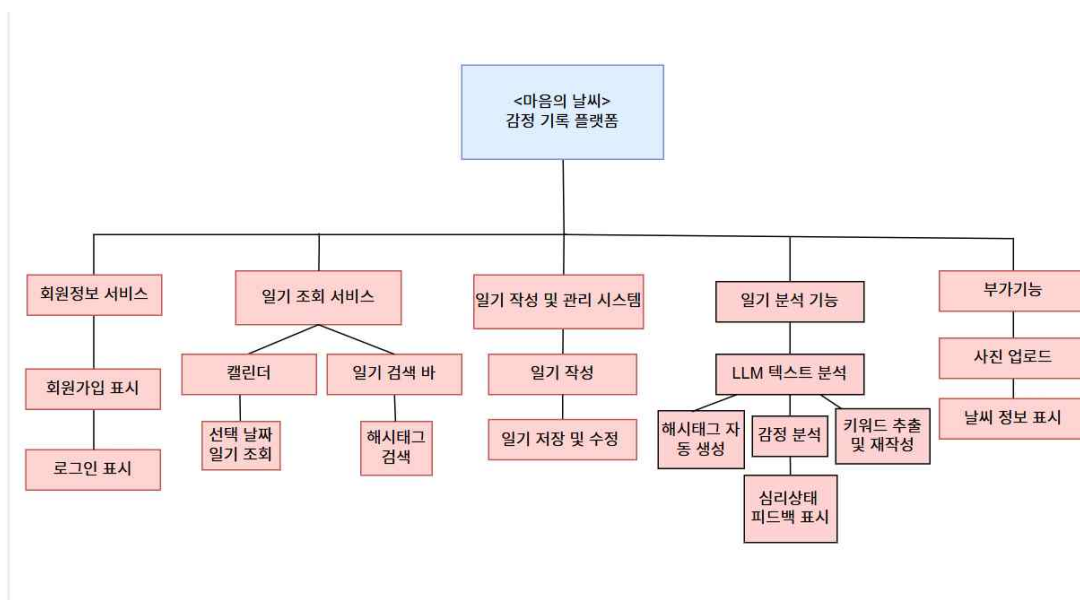 <마음의 날씨>
감정 기록 플랫폼
회원정보 서비스
일기 조회 서비스
일기 작성 및 관리 시스템
일기 분석 기능
부가기능
회원가입 표시
로그인 표시
캘린더
일기 검색 바
선택 날짜
일기 조회
해시태그
검색
일기 작성
일기 저장 및 수정
LLM 텍스트 분석
해시태그 자
동 생성
감정 분석
키워드 추출
및 재작성
심리상태
피드백 표시
사진 업로드
날씨 정보 표시